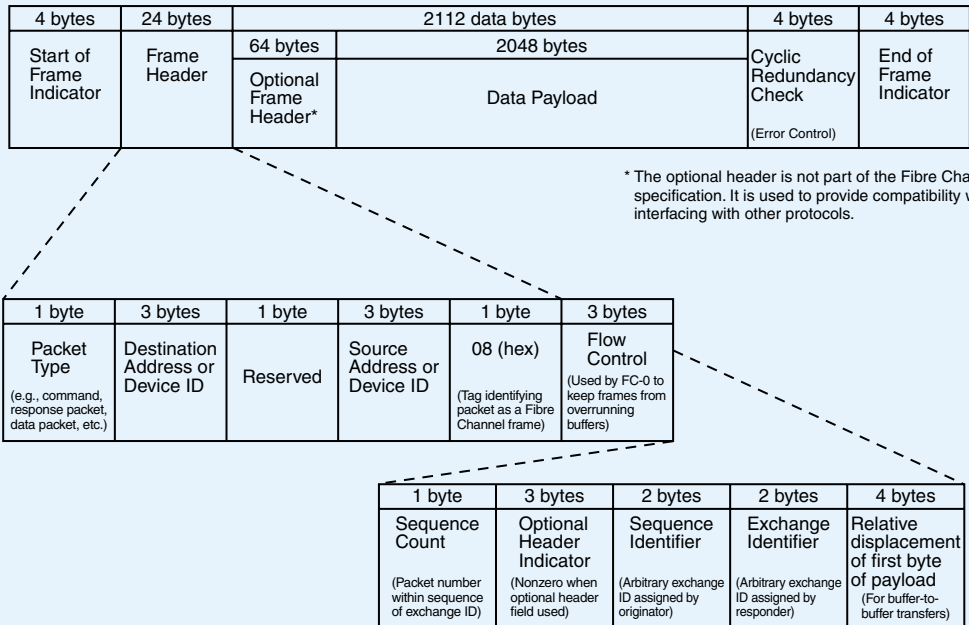 4 bytes
24 bytes
2112 data bytes
4 bytes
4 bytes
Start of
Frame
Indicator
Frame
Header
64 bytes
2048 bytes
Optional
Frame
Header*
Data Payload
Cyclic
Redundancy
Check
(Error Control)
End of
Frame
Indicator
* The optional header is not part of the Fibre Cha
specification. It is used to provide compatibility w
interfacing with other protocols.
1 byte
3 bytes
1 byte
3 bytes
1 byte
3 bytes
Packet
Type
(e.g., command,
response packet,
data packet, etc.)
Destination
Address or
Device ID
Reserved
Source
Address or
Device ID
08 (hex)
(Tag identifying
packet as a Fibre
Channel frame)
Flow
Control
(Used by FC-0 to
keep frames from
overrunning
buffers)
1 byte
3 bytes
2 bytes
2 bytes
4 bytes
Sequence
Count
(Packet number
within sequence
of exchange ID)
Optional
Header
Indicator
(Nonzero when
optional header
field used)
Sequence
Identifier
(Arbitrary exchange
ID assigned by
originator)
Exchange
Identifier
(Arbitrary exchange
ID assigned by
responder)
Relative
displacement
of first byte
of payload
(For buffer-to-
buffer transfers)